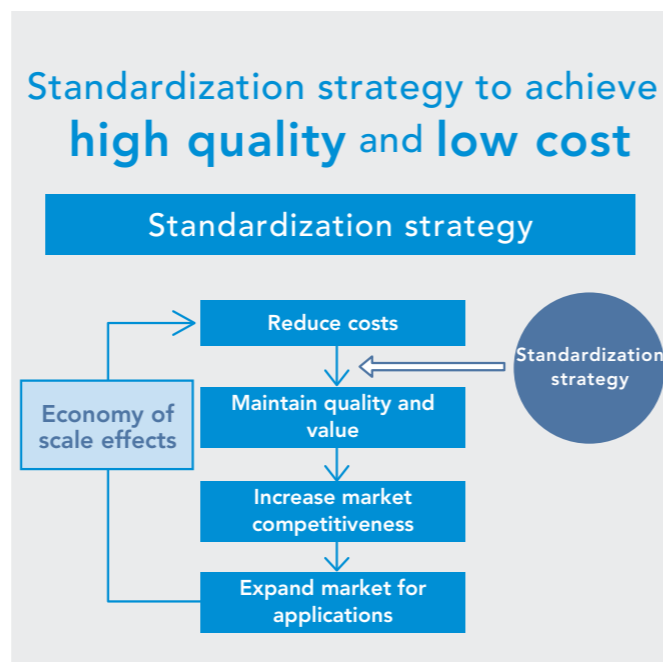 Standardization strategy to achieve
high quality and low cost
Standardization strategy
Reduce costs
Standardization
strategy
Maintain quality and
value
Economy of
scale effects
Increase market
competitiveness
Expand market for
applications